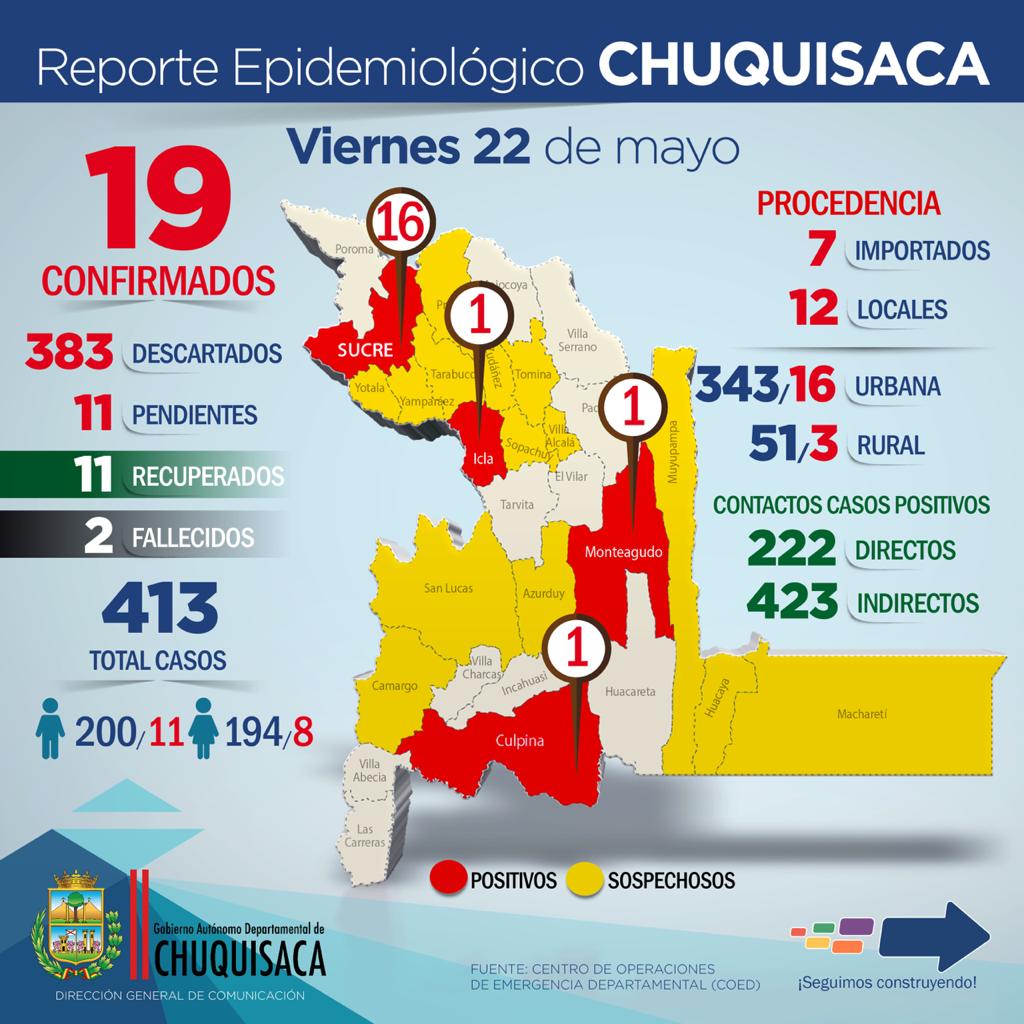 Reporte Epidemiológico CHUQUISACA
Viernes 22 de mayo
19
CONFIRMADOS
383 DESCARTADOS
11 PENDIENTES
11 RECUPERADOS
2 FALLECIDOS
413
TOTAL CASOS
200/11 194/8
PROCEDENCIA
7 IMPORTADOS
12 LOCALES
343/16 URBANA
51/3 RURAL
CONTACTOS CASOS POSITIVOS
222 DIRECTOS
423 INDIRECTOS
16
1
1
1
Poroma
SUCRE
Villa
Serrano
Yotala
Yamparáez
Tarabuco
Tomina
Icla
Sopachuy
Villa
Alcalá
El Vilar
Tarvita
Muyupampa
Monteagudo
San Lucas
Azurduy
Camargo
Villa
Charcas
Incahuasi
Huacareta
Huacaya
Macharetí
Culpina
Villa
Abecia
Las
Carreras
POSITIVOS SOSPECHOSOS
Gobierno Autónomo Departamental de
CHUQUISACA
DIRECCIÓN GENERAL DE COMUNICACIÓN
FUENTE: CENTRO DE OPERACIONES
DE EMERGENCIA DEPARTAMENTAL (COED)
¡Seguimos construyendo!